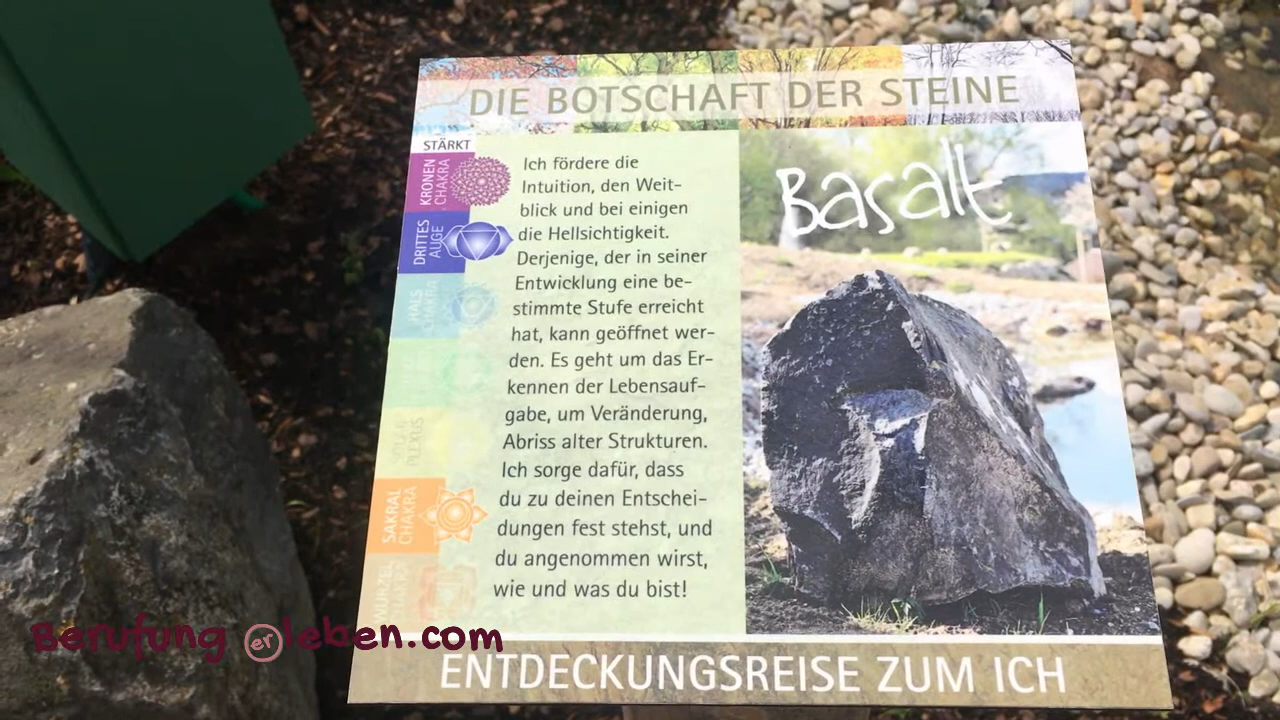 DIE BOTSCHAFT DER STEINE
STÄRKT
KRONEN
CHAKRA
DRITTES
AUGE
HALS
CHAKRA
SOLAR
PLEXUS
SAKRAL
CHAKRA
WURZEL
CHAKRA
Ich fördere die
Intuition, den Weit-
blick und bei einigen
die Hellsichtigkeit.
Derjenige, der in seiner
Entwicklung eine be-
stimmte Stufe erreicht
hat, kann geöffnet wer-
den. Es geht um das Er-
kennen der Lebensauf-
gabe, um Veränderung,
Abriss alter Strukturen.
Ich sorge dafür, dass
du zu deinen Entschei-
dungen fest stehst, und
du angenommen wirst,
wie und was du bist!
Basalt
Berufung erleben.com
ENTDECKUNGSREISE ZUM ICH